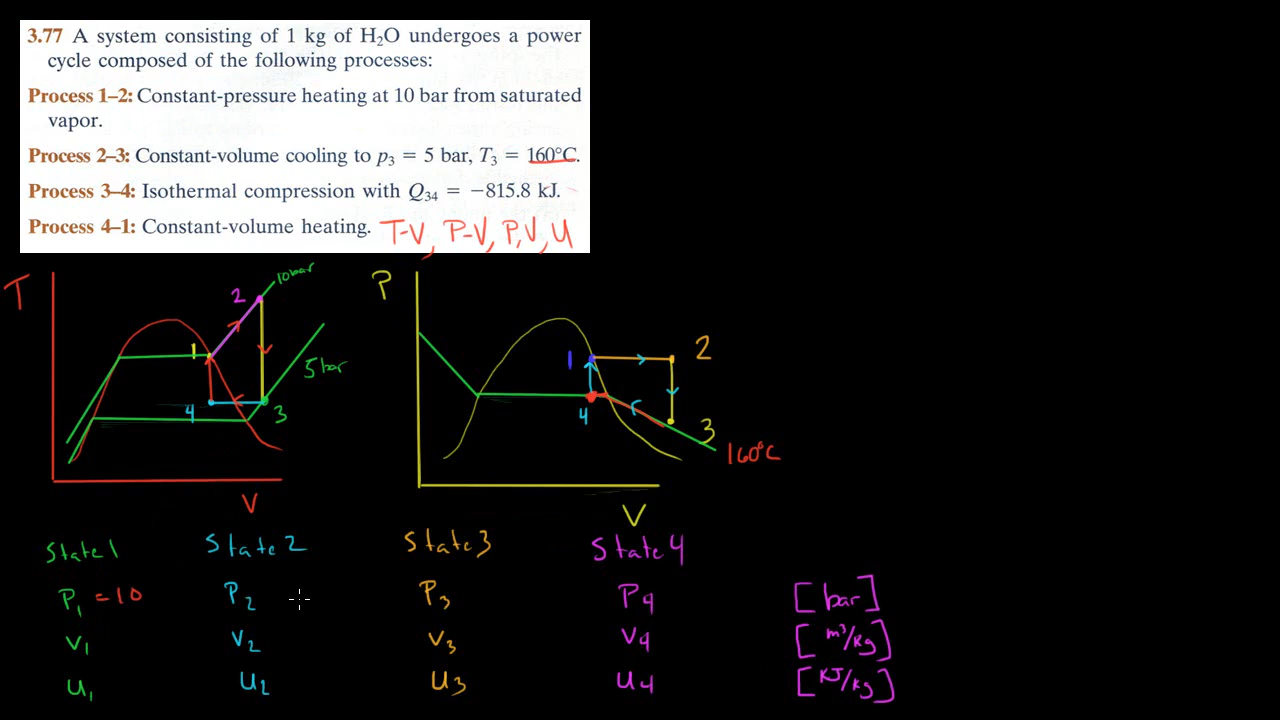 3.77 A system consisting of 1 kg of H₂O undergoes a power
cycle composed of the following processes:
Process 1–2: Constant-pressure heating at 10 bar from saturated
vapor.
Process 2–3: Constant-volume cooling to p₃ = 5 bar, T₃ = 160°C.
Process 3–4: Isothermal compression with Q₃₄ = −815.8 kJ.
Process 4–1: Constant-volume heating. T-V, P-V, P, V, U
T
10 bar
2
1
5 bar
4
3
V
P
1
2
4
3
160°C
V
State 1 State 2 State 3 State 4
P₁ = 10 P₂ P₃ P₄ [bar]
V₁ V₂ V₃ V₄ [m³/kg]
U₁ U₂ U₃ U₄ [KJ/kg]